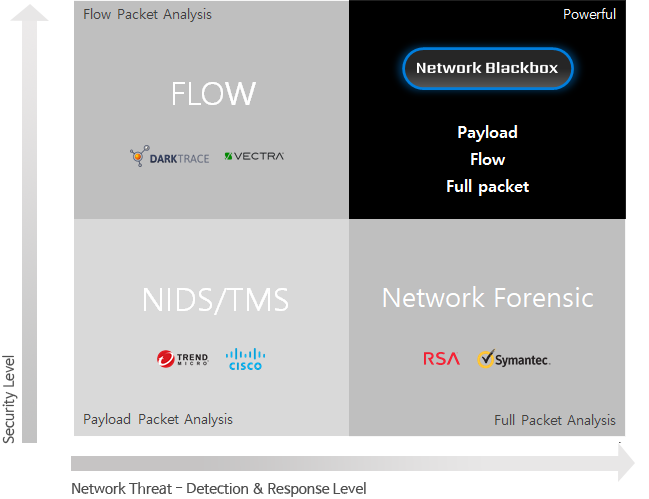 Flow Packet Analysis
Powerful
FLOW
DARKTRACE
VECTRA
Network Blackbox
Payload
Flow
Full packet
NIDS/TMS
TREND
MICRO
CISCO
Payload Packet Analysis
Network Forensic
RSA
Symantec.
Full Packet Analysis
Security Level
Network Threat - Detection & Response Level